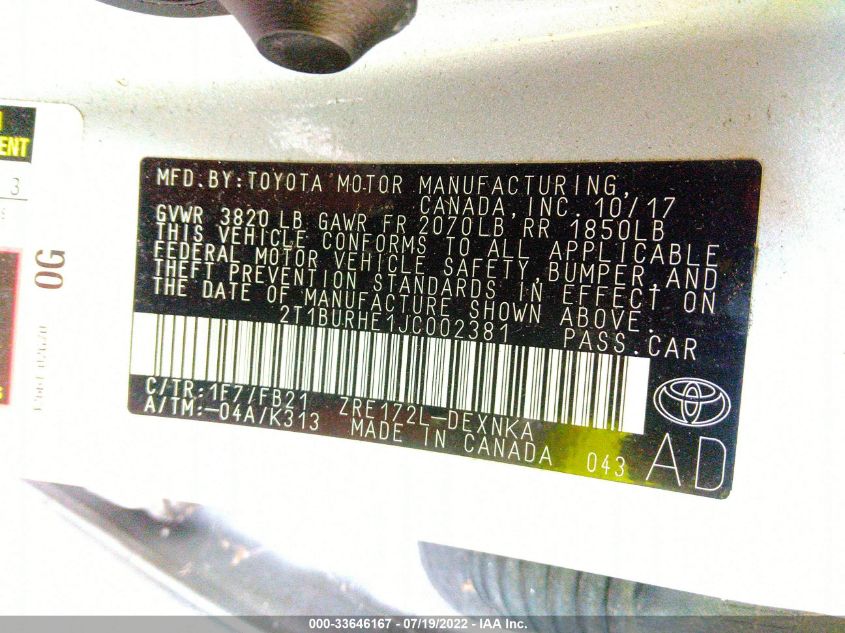 ENT
3
OG
MFD.BY:TOYOTA MOTOR MANUFACTURING,
CANADA, INC. 10/17
GVWR 3820 LB GAWR FR 2070LB RR 1850LB
THIS VEHICLE CONFORMS TO ALL APPLICABLE
FEDERAL MOTOR VEHICLE SAFETY, BUMPER, AND
THEFT PREVENTION STANDARDS IN EFFECT ON
THE DATE OF MANUFACTURE SHOWN ABOVE.
2T1BURHE1JC002381 PASS.CAR
C/TR:1F7/FB21 ZRE172L-DEXNKA
A/TM:-04A/K313 MADE IN CANADA 043
AD
000-33646167 - 07/19/2022 - IAA Inc.